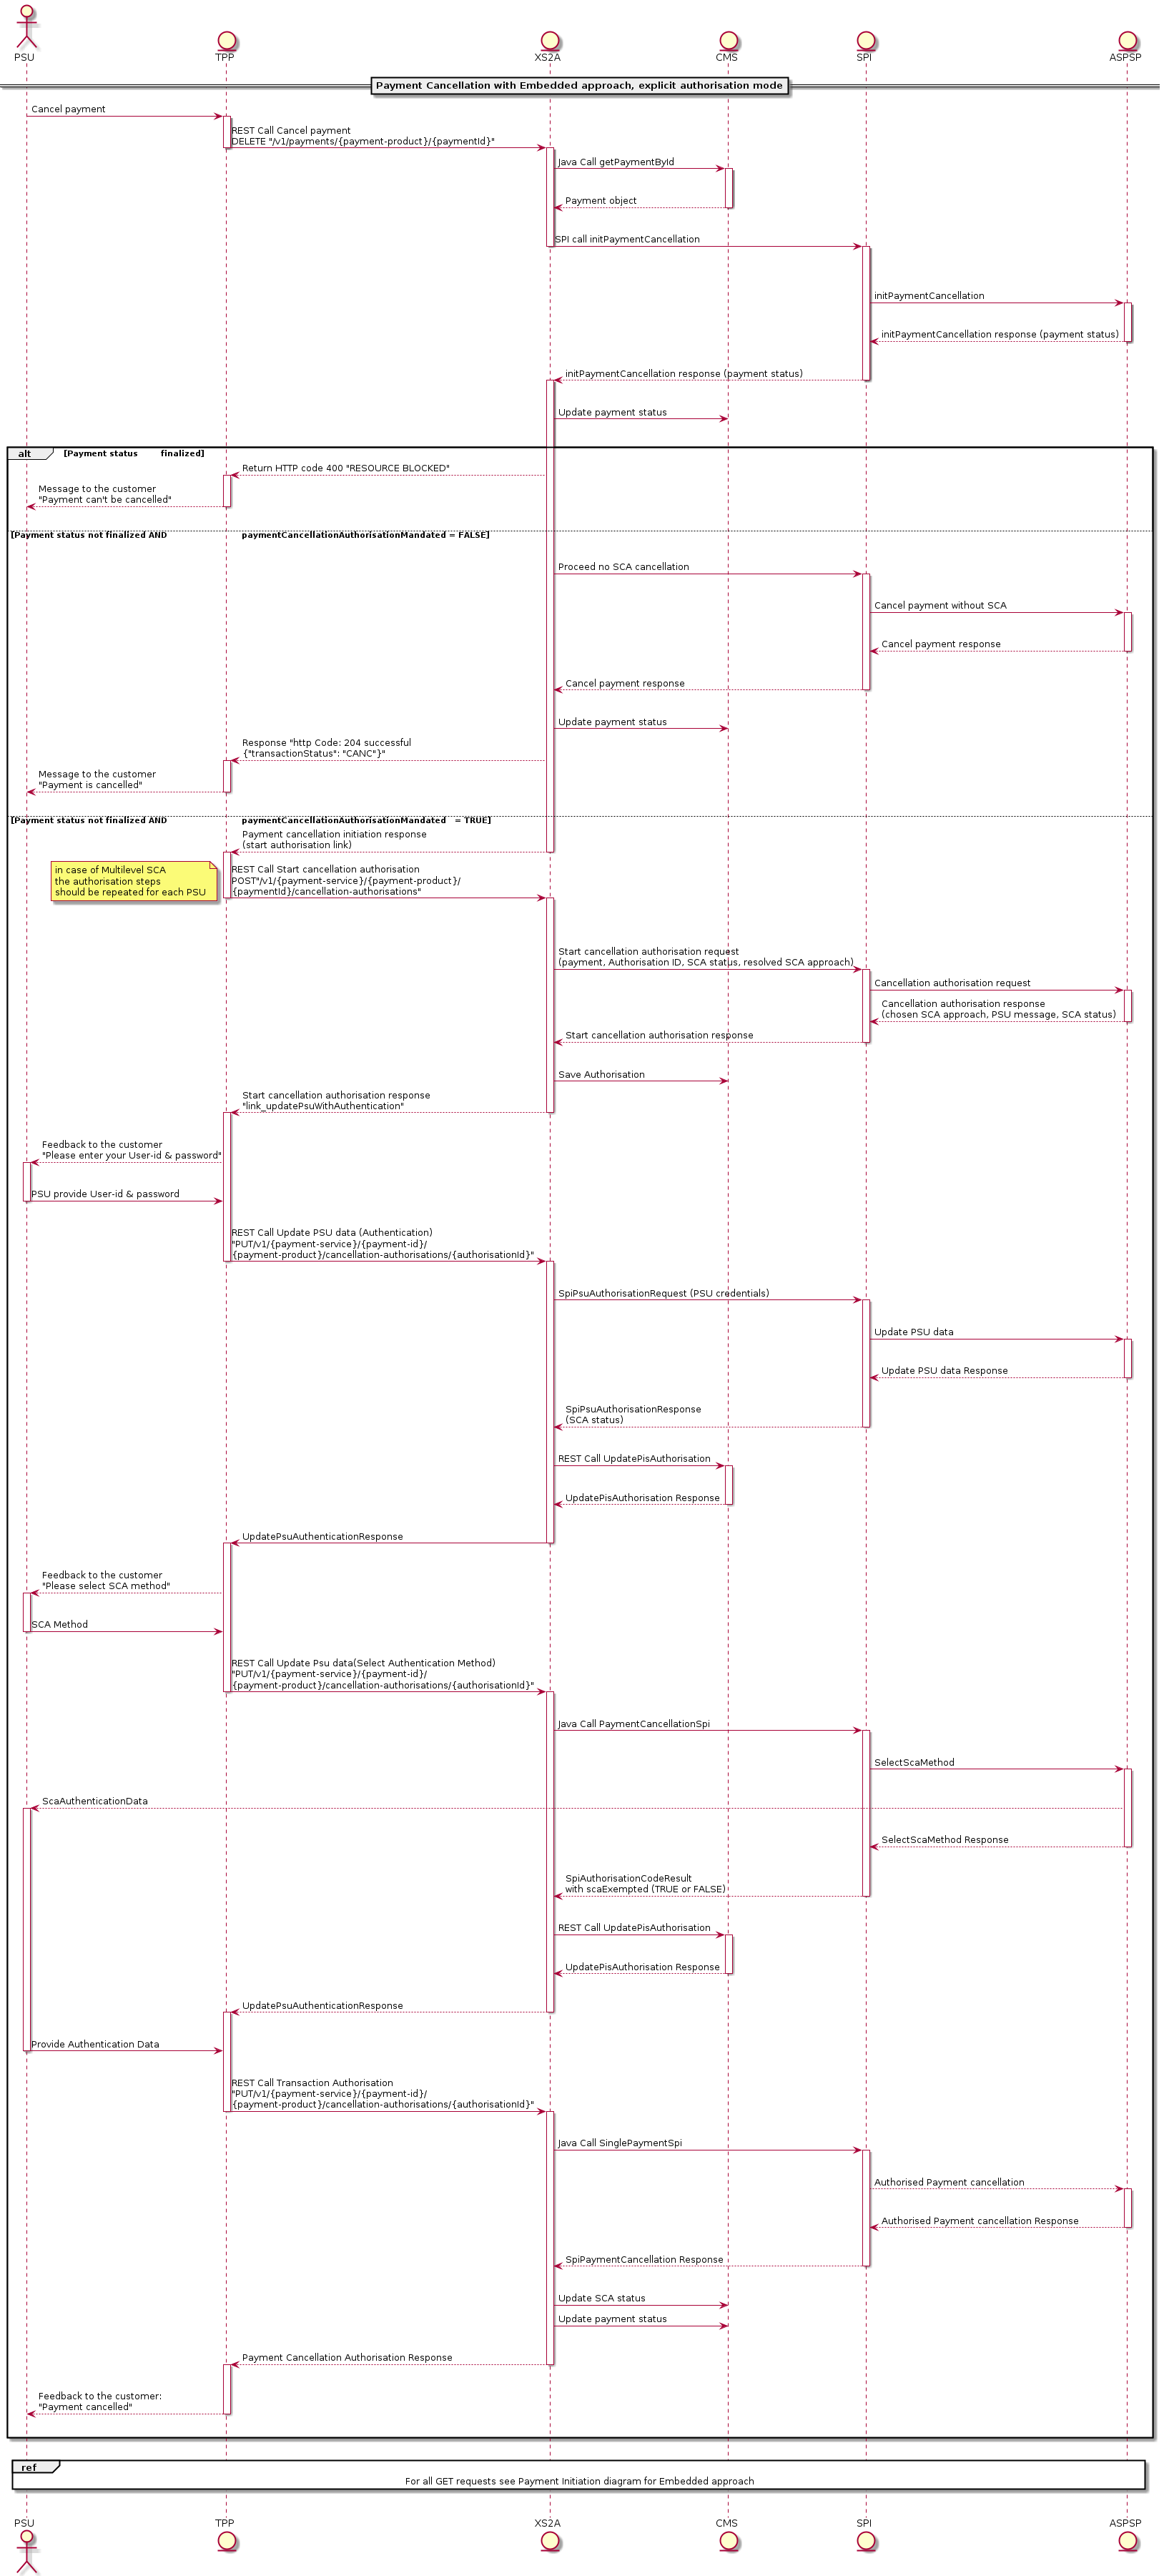 PSU
TPP
XS2A
CMS
SPI
ASPSP
Payment Cancellation with Embedded approach, explicit authorisation mode
Cancel payment
REST Call Cancel payment
DELETE "/v1/payments/{payment-product}/{paymentId}"
Java Call getPaymentById
Payment object
SPI call initPaymentCancellation
initPaymentCancellation
initPaymentCancellation response (payment status)
initPaymentCancellation response (payment status)
Update payment status
alt [Payment status finalized]
Return HTTP code 400 "RESOURCE BLOCKED"
Message to the customer
"Payment can't be cancelled"
[Payment status not finalized AND paymentCancellationAuthorisationMandated = FALSE]
Proceed no SCA cancellation
Cancel payment without SCA
Cancel payment response
Cancel payment response
Update payment status
Response "http Code: 204 successful
{"transactionStatus": "CANC"}"
Message to the customer
"Payment is cancelled"
[Payment status not finalized AND paymentCancellationAuthorisationMandated = TRUE]
Payment cancellation initiation response
(start authorisation link)
in case of Multilevel SCA
the authorisation steps
should be repeated for each PSU
REST Call Start cancellation authorisation
POST"/v1/{payment-service}/{payment-product}/
{paymentId}/cancellation-authorisations"
Start cancellation authorisation request
(payment, Authorisation ID, SCA status, resolved SCA approach)
Cancellation authorisation request
Cancellation authorisation response
(chosen SCA approach, PSU message, SCA status)
Start cancellation authorisation response
Save Authorisation
Start cancellation authorisation response
"link_updatePsuWithAuthentication"
Feedback to the customer
"Please enter your User-id & password"
PSU provide User-id & password
REST Call Update PSU data (Authentication)
"PUT/v1/{payment-service}/{payment-id}/
{payment-product}/cancellation-authorisations/{authorisationId}"
SpiPsuAuthorisationRequest (PSU credentials)
Update PSU data
Update PSU data Response
SpiPsuAuthorisationResponse
(SCA status)
REST Call UpdatePisAuthorisation
UpdatePisAuthorisation Response
UpdatePsuAuthenticationResponse
Feedback to the customer
"Please select SCA method"
SCA Method
REST Call Update Psu data(Select Authentication Method)
"PUT/v1/{payment-service}/{payment-id}/
{payment-product}/cancellation-authorisations/{authorisationId}"
Java Call PaymentCancellationSpi
SelectScaMethod
ScaAuthenticationData
SelectScaMethod Response
SpiAuthorisationCodeResult
with scaExempted (TRUE or FALSE)
REST Call UpdatePisAuthorisation
UpdatePisAuthorisation Response
UpdatePsuAuthenticationResponse
Provide Authentication Data
REST Call Transaction Authorisation
"PUT/v1/{payment-service}/{payment-id}/
{payment-product}/cancellation-authorisations/{authorisationId}"
Java Call SinglePaymentSpi
Authorised Payment cancellation
Authorised Payment cancellation Response
SpiPaymentCancellation Response
Update SCA status
Update payment status
Payment Cancellation Authorisation Response
Feedback to the customer:
"Payment cancelled"
ref
For all GET requests see Payment Initiation diagram for Embedded approach
PSU
TPP
XS2A
CMS
SPI
ASPSP